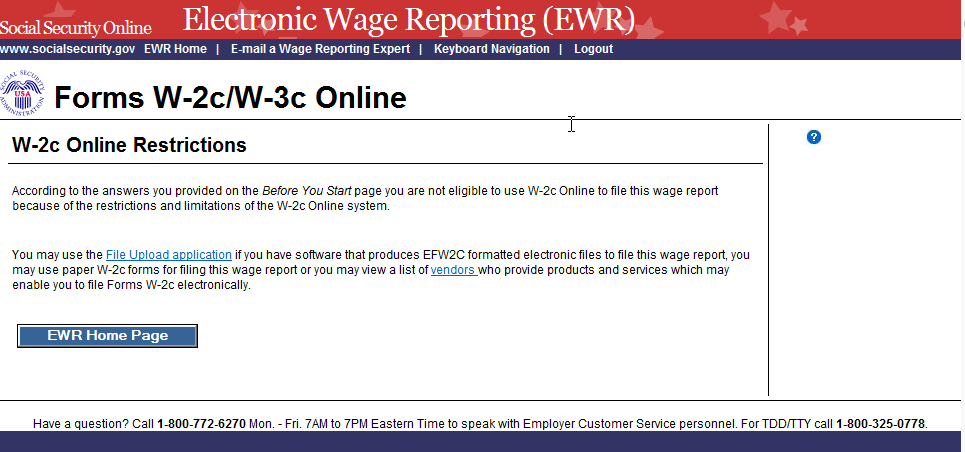 Social Security Online
Electronic Wage Reporting (EWR)
www.socialsecurity.gov EWR Home | E-mail a Wage Reporting Expert | Keyboard Navigation | Logout
SOCIAL SECURITY
USA
ADMINISTRATION
Forms W-2c/W-3c Online
W-2c Online Restrictions
?
According to the answers you provided on the Before You Start page you are not eligible to use W-2c Online to file this wage report
because of the restrictions and limitations of the W-2c Online system.
You may use the File Upload application if you have software that produces EFW2C formatted electronic files to file this wage report, you
may use paper W-2c forms for filing this wage report or you may view a list of vendors who provide products and services which may
enable you to file Forms W-2c electronically.
EWR Home Page
Have a question? Call 1-800-772-6270 Mon. - Fri. 7AM to 7PM Eastern Time to speak with Employer Customer Service personnel. For TDD/TTY call 1-800-325-0778.